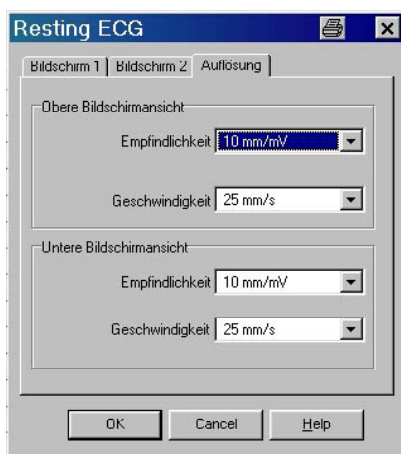 Resting ECG
Bildschirm 1 Bildschirm 2 Auflösung
Obere Bildschirmansicht
Empfindlichkeit 10 mm/mV
Geschwindigkeit 25 mm/s
Untere Bildschirmansicht
Empfindlichkeit 10 mm/mV
Geschwindigkeit 25 mm/s
OK Cancel Help